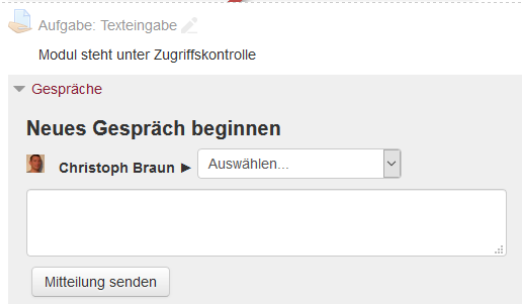 Aufgabe: Texteingabe
Modul steht unter Zugriffskontrolle
Gespräche
Neues Gespräch beginnen
Christoph Braun ► Auswählen...
Mitteilung senden